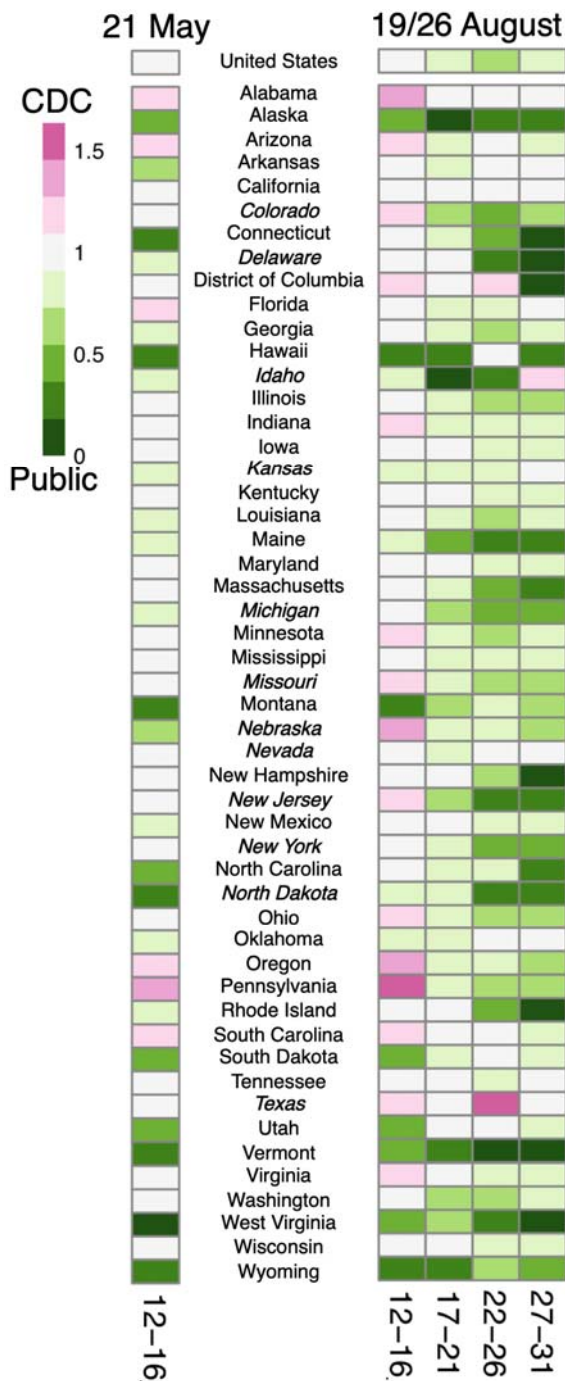 21 May
19/26 August
United States
CDC
1.5
1
0.5
0
Public
Alabama
Alaska
Arizona
Arkansas
California
Colorado
Connecticut
Delaware
District of Columbia
Florida
Georgia
Hawaii
Idaho
Illinois
Indiana
Iowa
Kansas
Kentucky
Louisiana
Maine
Maryland
Massachusetts
Michigan
Minnesota
Mississippi
Missouri
Montana
Nebraska
Nevada
New Hampshire
New Jersey
New Mexico
New York
North Carolina
North Dakota
Ohio
Oklahoma
Oregon
Pennsylvania
Rhode Island
South Carolina
South Dakota
Tennessee
Texas
Utah
Vermont
Virginia
Washington
West Virginia
Wisconsin
Wyoming
12–16
12–16
17–21
22–26
27–31